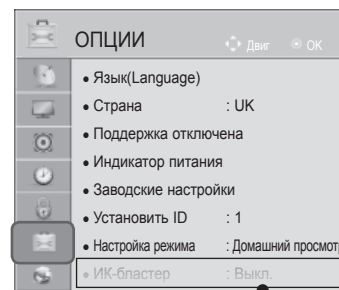 ОПЦИИ
Двиг
OK
• Язык(Language)
• Страна : UK
• Поддержка отключена
• Индикатор питания
• Заводские настройки
• Установить ID : 1
• Настройка режима : Домашний просмотр
• ИК-бластер : Выкл.